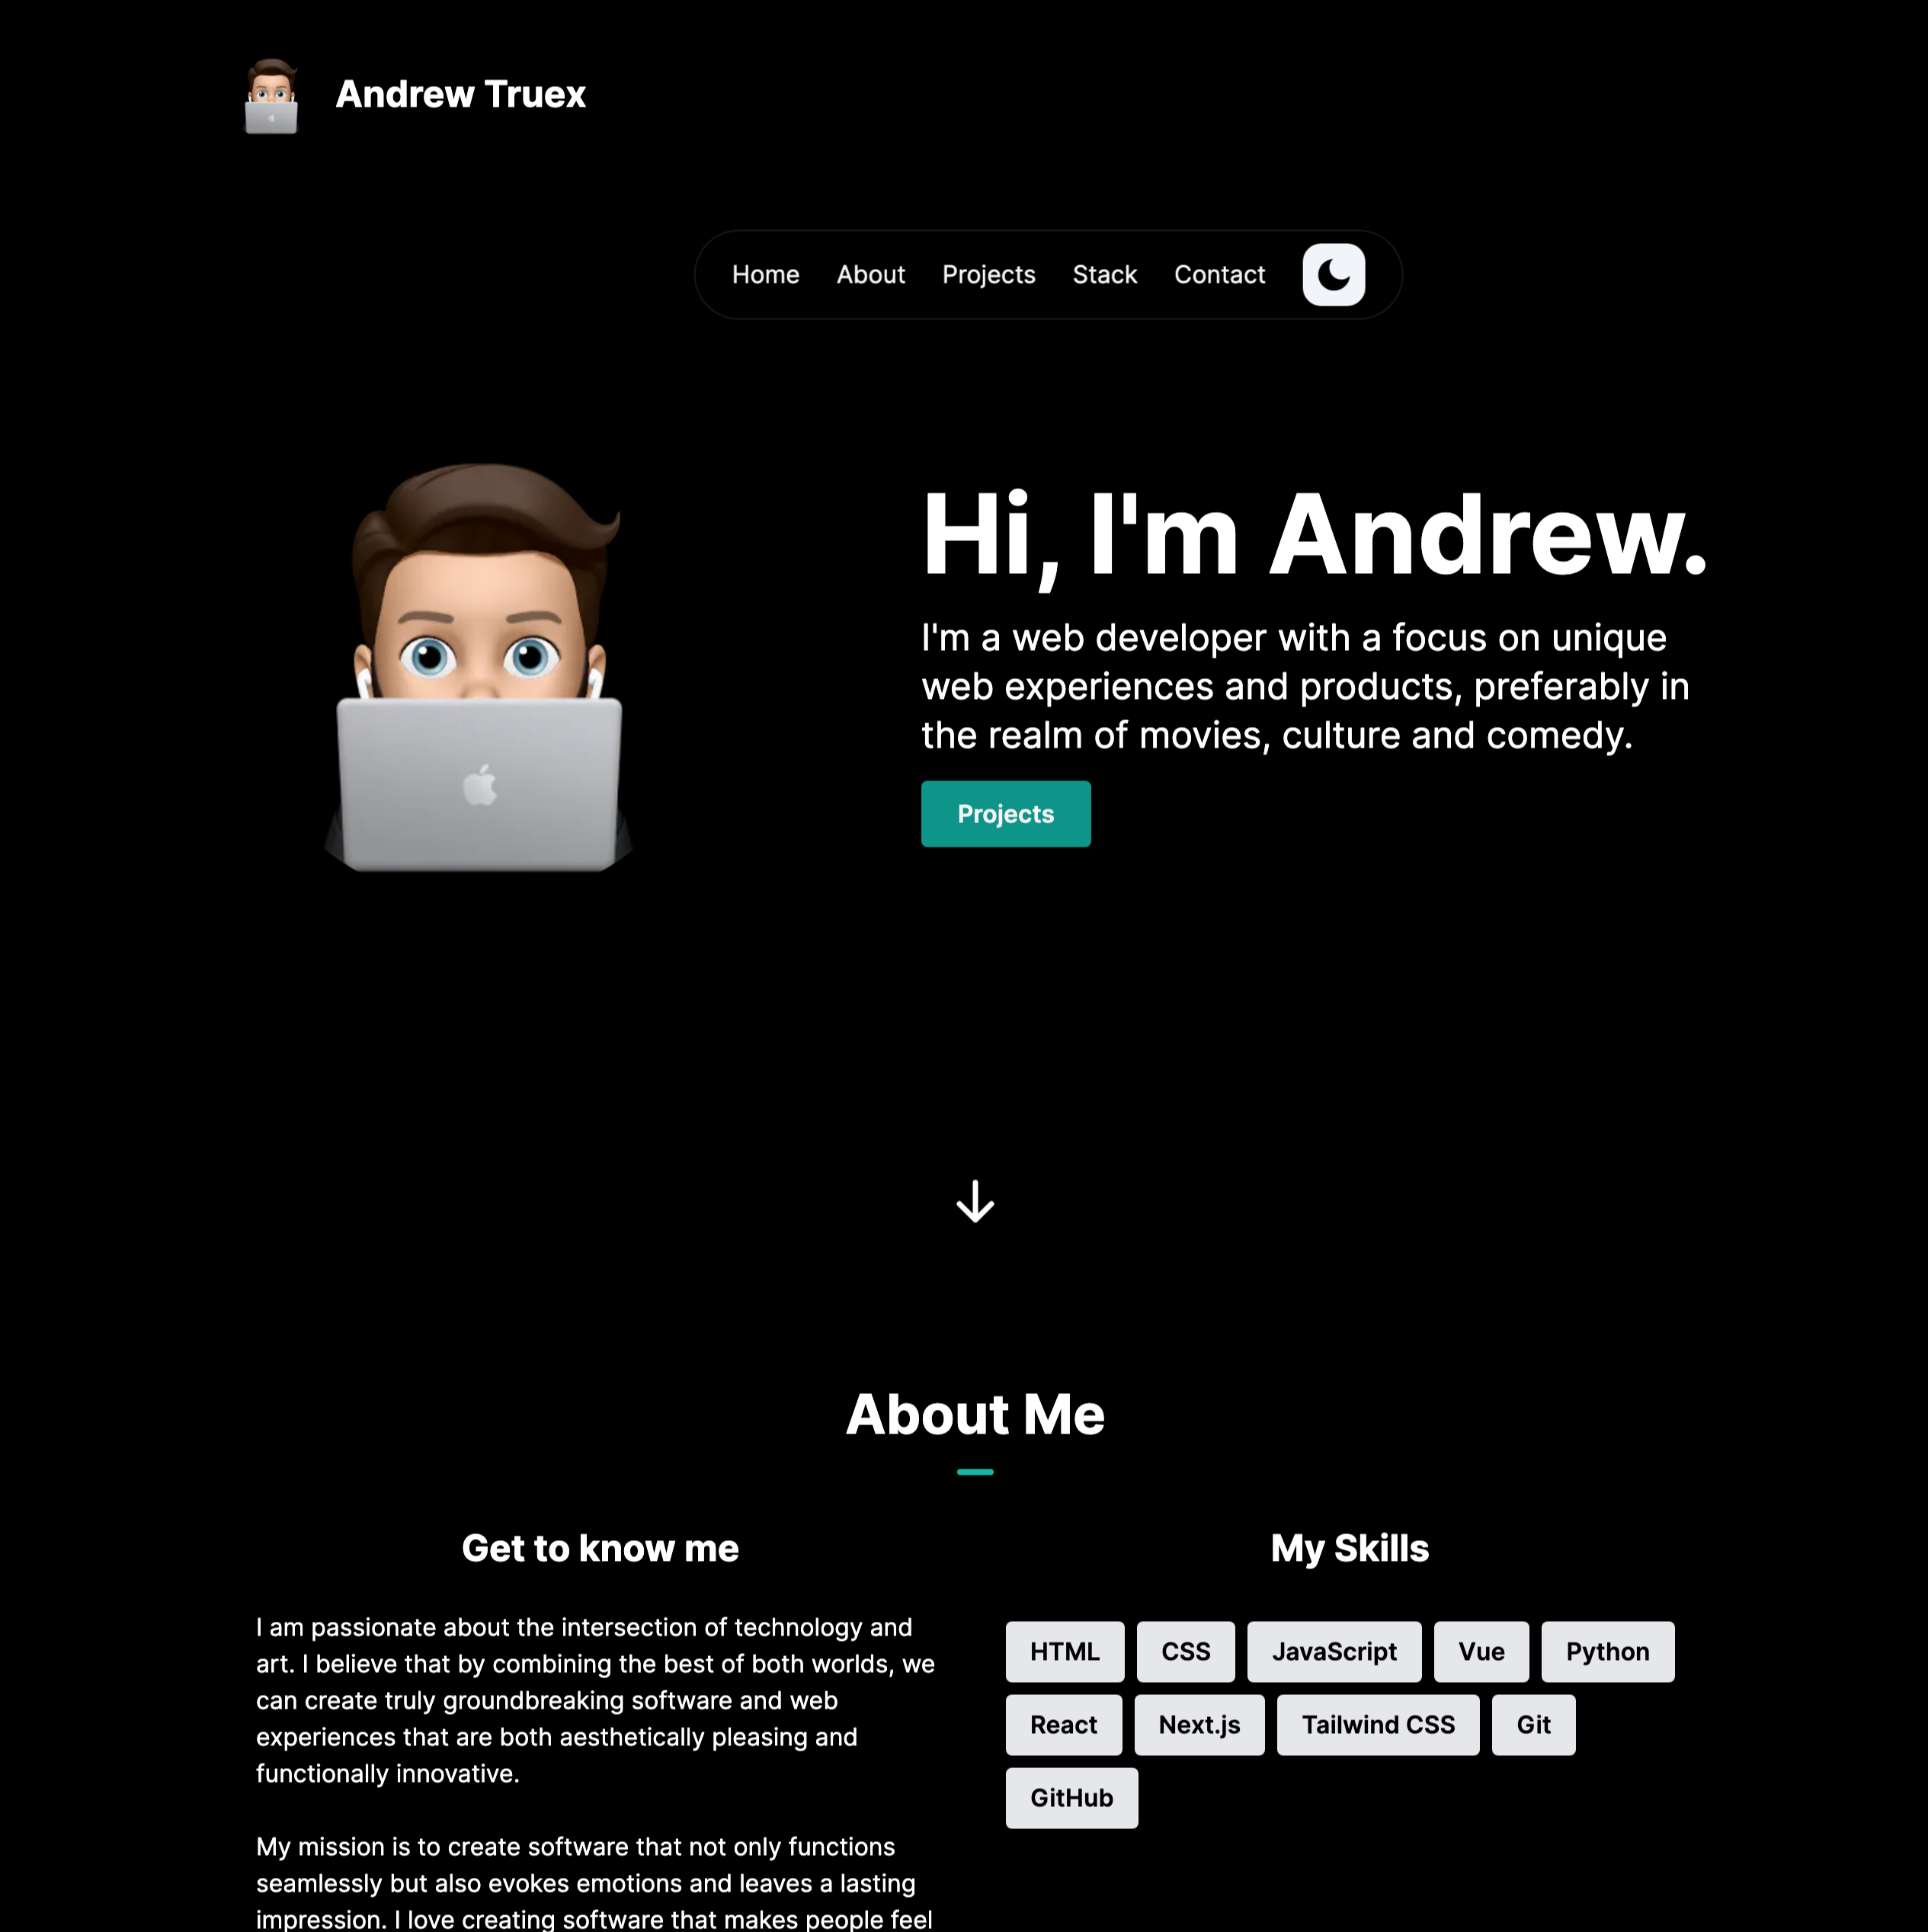 Andrew Truex
Home About Projects Stack Contact
Hi, I'm Andrew.
I'm a web developer with a focus on unique
web experiences and products, preferably in
the realm of movies, culture and comedy.
Projects
About Me
Get to know me
I am passionate about the intersection of technology and
art. I believe that by combining the best of both worlds, we
can create truly groundbreaking software and web
experiences that are both aesthetically pleasing and
functionally innovative.
My mission is to create software that not only functions
seamlessly but also evokes emotions and leaves a lasting
impression. I love creating software that makes people feel
My Skills
HTML CSS JavaScript Vue Python
React Next.js Tailwind CSS Git
GitHub